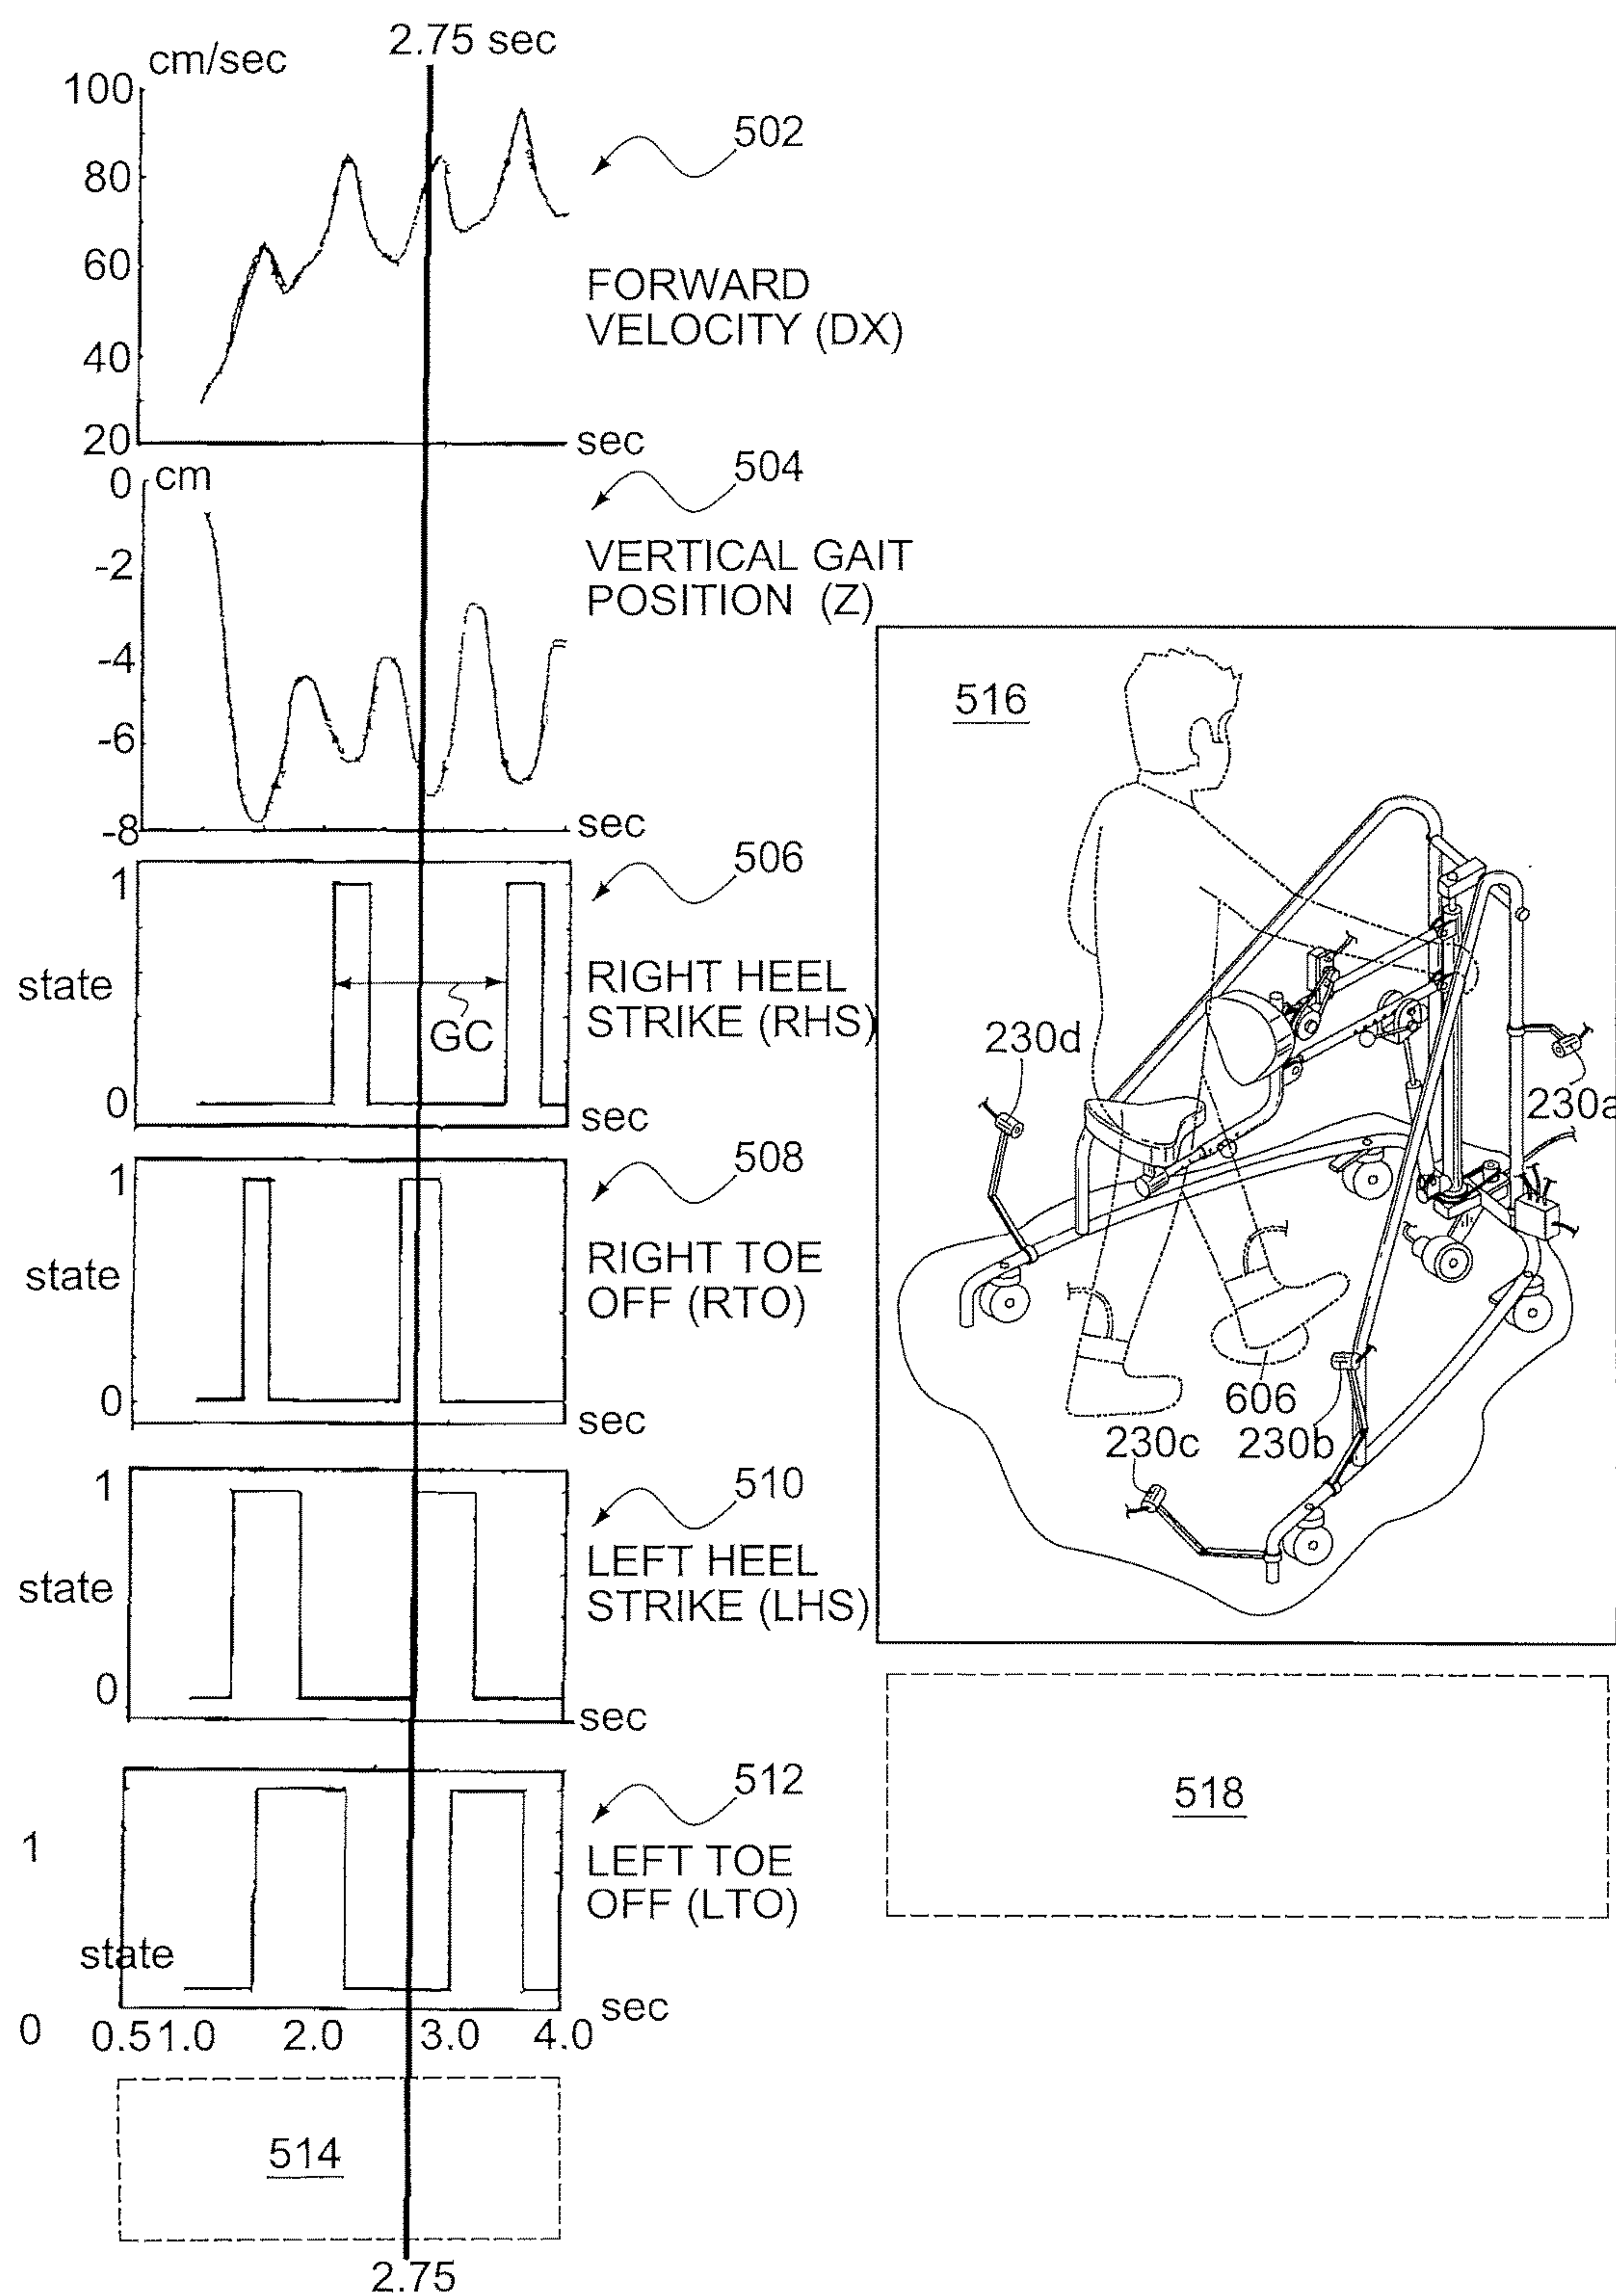 2.75 sec
cm/sec
100
80
60
40
20
sec
502
FORWARD
VELOCITY (DX)
0
cm
-2
-4
-6
-8
sec
504
VERTICAL GAIT
POSITION (Z)
1
state
0
GC
sec
506
RIGHT HEEL
STRIKE (RHS)
1
state
0
sec
508
RIGHT TOE
OFF (RTO)
1
state
0
sec
510
LEFT HEEL
STRIKE (LHS)
1
state
0
sec
512
LEFT TOE
OFF (LTO)
0.5 1.0 2.0 3.0 4.0
514
2.75
516
230d
230a
606
230c
230b
518